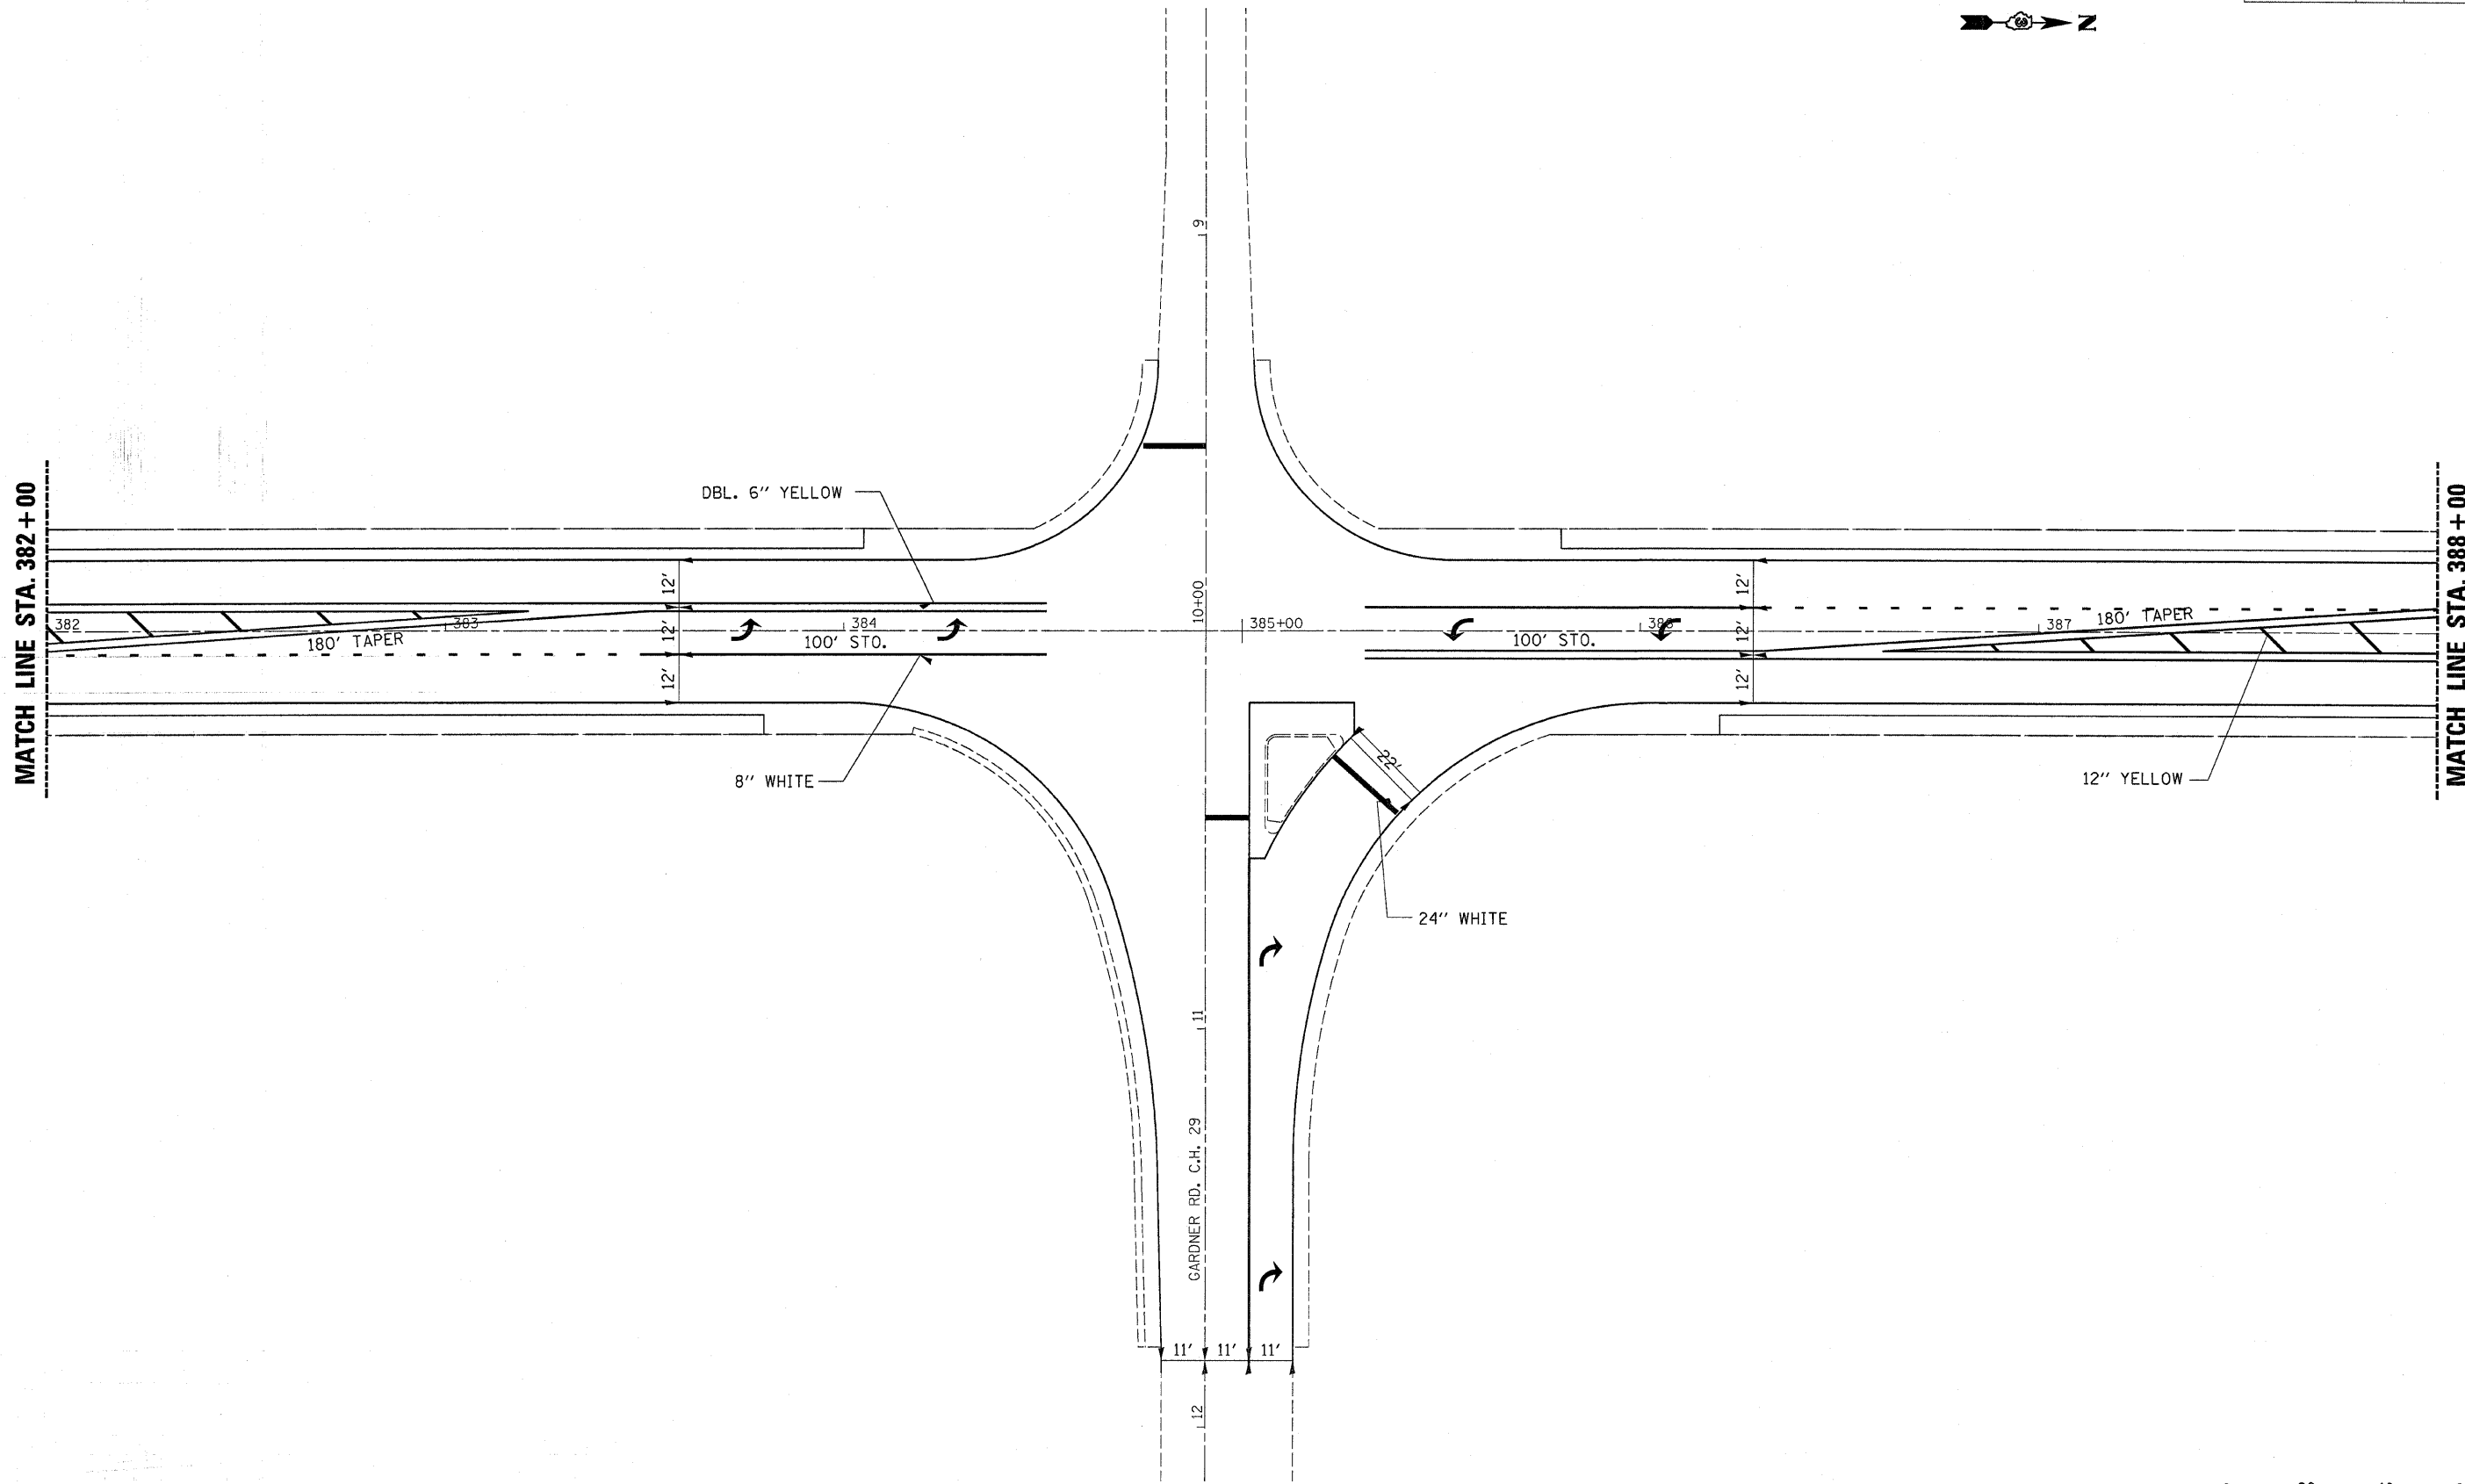 N
9
MATCH LINE STA. 382+00
DBL. 6" YELLOW
MATCH LINE STA. 388+00
12'
10+00
12'
382
180' TAPER
383
12'
384
100' STO.
385+00
100' STO.
386
12'
387
180' TAPER
12'
12'
8" WHITE
22'
12" YELLOW
24" WHITE
11
GARDNER RD. C.H. 29
11' 11' 11'
12